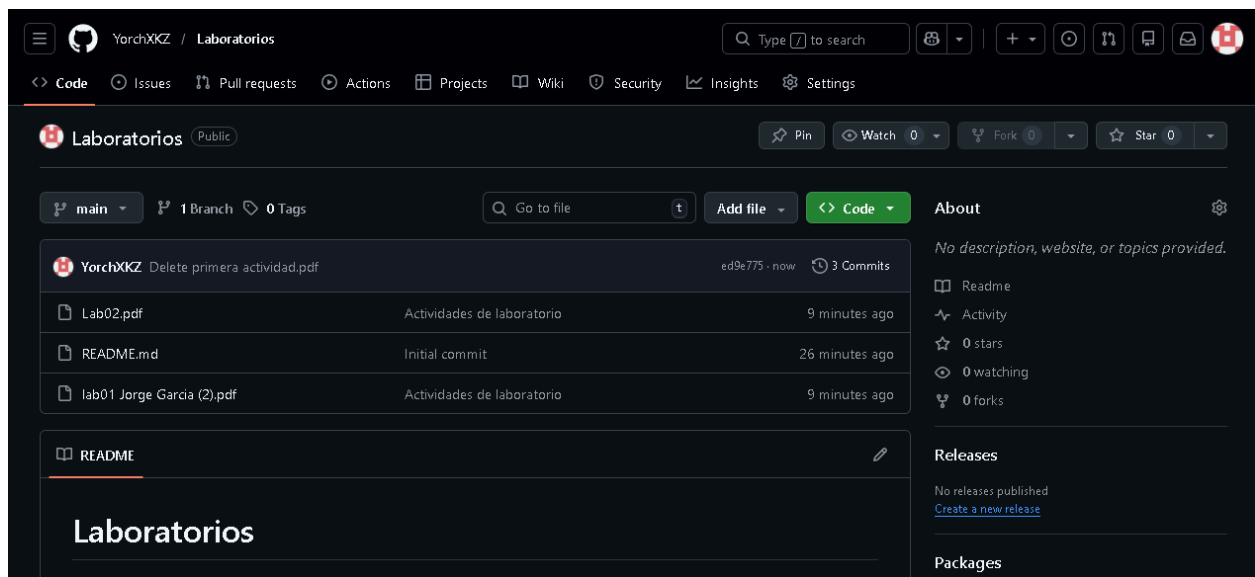 YorchXKZ / Laboratorios
Type / to search
Code Issues Pull requests Actions Projects Wiki Security Insights Settings
Laboratorios Public
Pin Watch 0 Fork 0 Star 0
main 1 Branch 0 Tags
Go to file t Add file Code
YorchXKZ Delete primera actividad.pdf ed9e775 · now 3 Commits
Lab02.pdf Actividades de laboratorio 9 minutes ago
README.md Initial commit 26 minutes ago
lab01 Jorge Garcia (2).pdf Actividades de laboratorio 9 minutes ago
README
Laboratorios
About
No description, website, or topics provided.
Readme
Activity
0 stars
0 watching
0 forks
Releases
No releases published
Create a new release
Packages